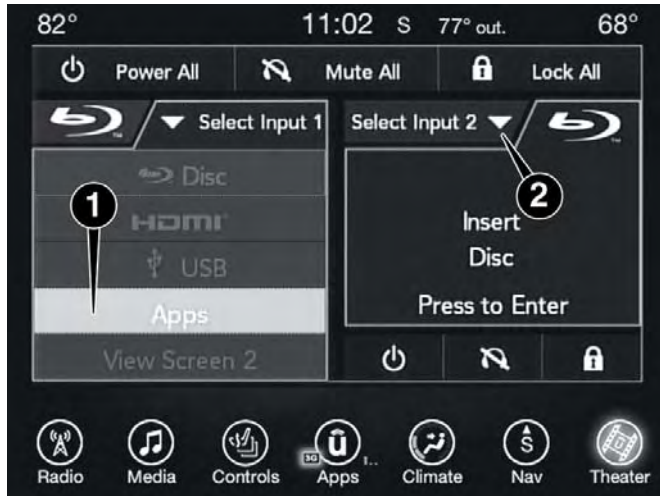 82° 11:02 S 77° out. 68°
Power All Mute All Lock All
Select Input 1 Select Input 2
Disc
HDMI
USB
Apps
View Screen 2
1
2
Insert
Disc
Press to Enter
S
3G 1..
Radio Media Controls Apps Climate Nav Theater